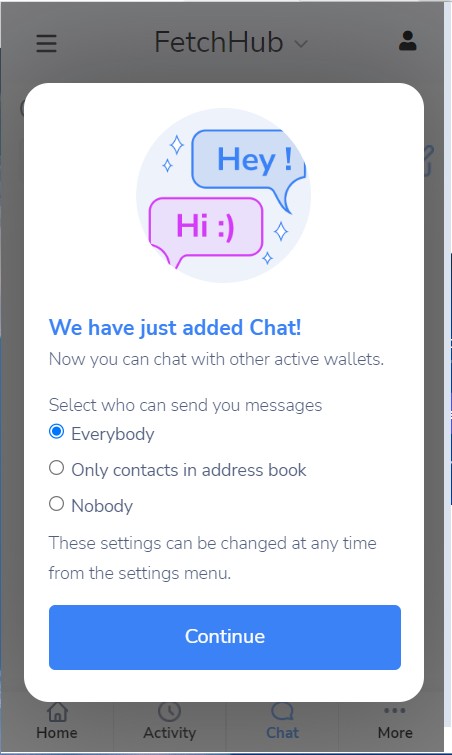 FetchHub
Hey !
Hi :)
We have just added Chat!
Now you can chat with other active wallets.
Select who can send you messages
Everybody
Only contacts in address book
Nobody
These settings can be changed at any time
from the settings menu.
Continue
Home
Activity
Chat
More